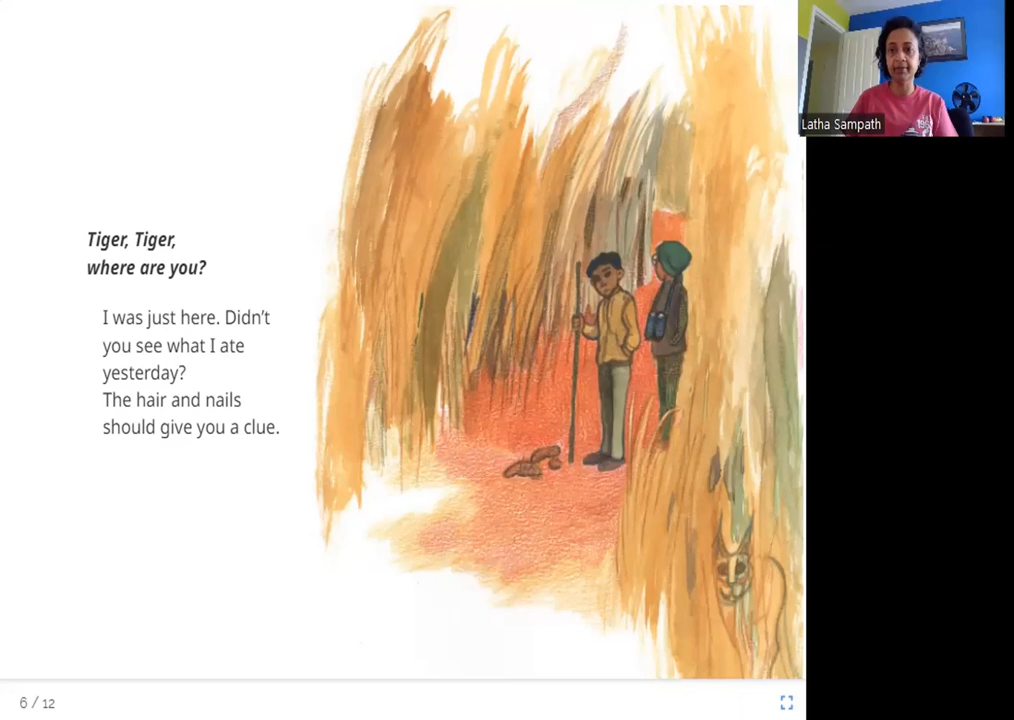 Tiger, Tiger,
where are you?
I was just here. Didn't
you see what I ate
yesterday?
The hair and nails
should give you a clue.
6 / 12
Latha Sampath